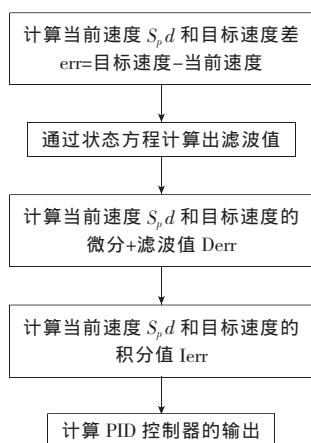 计算当前速度 Spd 和目标速度差
err=目标速度-当前速度
通过状态方程计算出滤波值
计算当前速度 Spd 和目标速度的
微分+滤波值 Derr
计算当前速度 Spd 和目标速度的
积分值 Ierr
计算 PID 控制器的输出